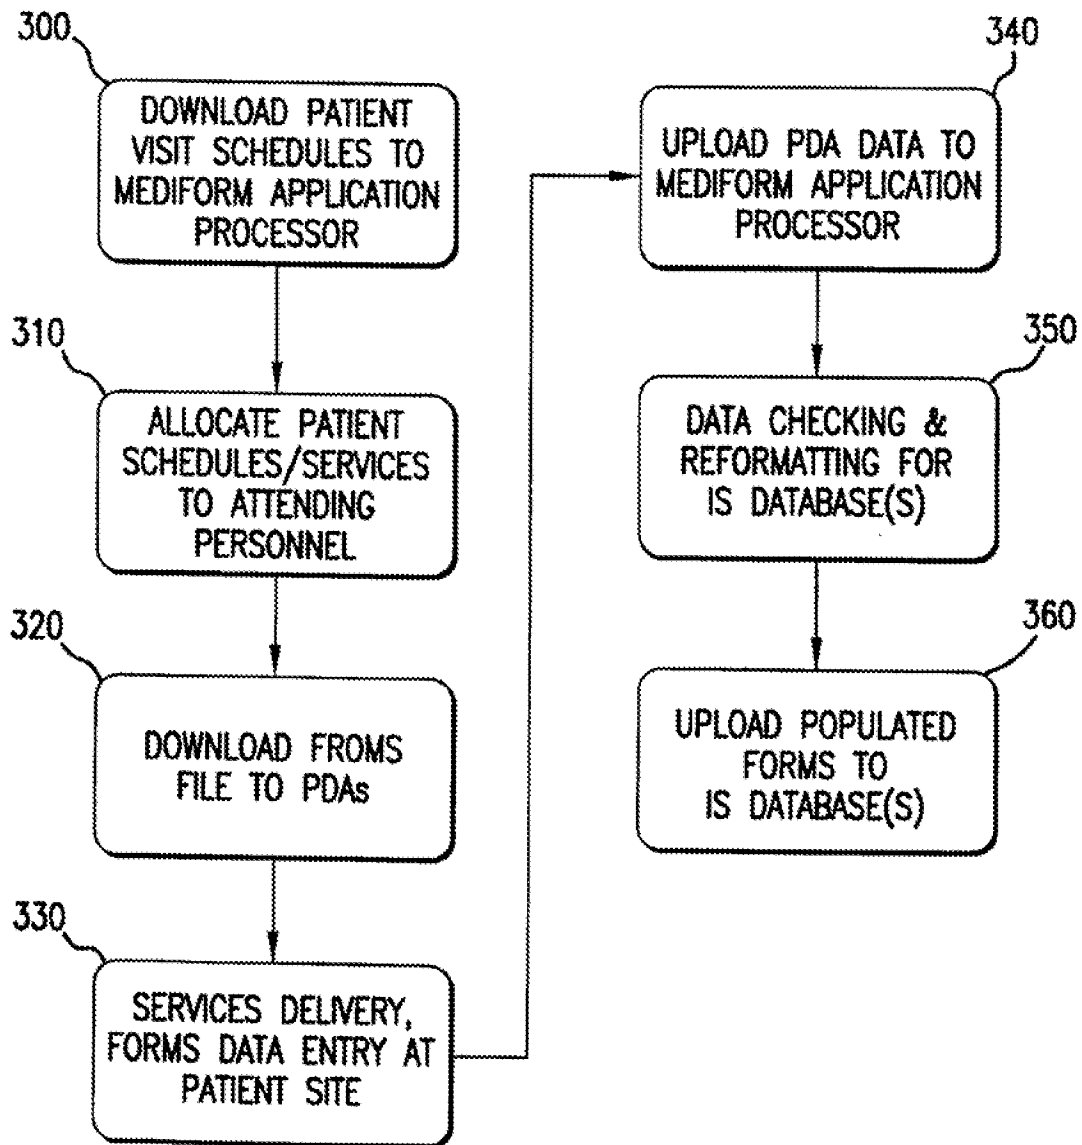 300
DOWNLOAD PATIENT
VISIT SCHEDULES TO
MEDIFORM APPLICATION
PROCESSOR
310
ALLOCATE PATIENT
SCHEDULES/SERVICES
TO ATTENDING
PERSONNEL
320
DOWNLOAD FROMS
FILE TO PDAs
330
SERVICES DELIVERY,
FORMS DATA ENTRY AT
PATIENT SITE
340
UPLOAD PDA DATA TO
MEDIFORM APPLICATION
PROCESSOR
350
DATA CHECKING &
REFORMATTING FOR
IS DATABASE(S)
360
UPLOAD POPULATED
FORMS TO
IS DATABASE(S)